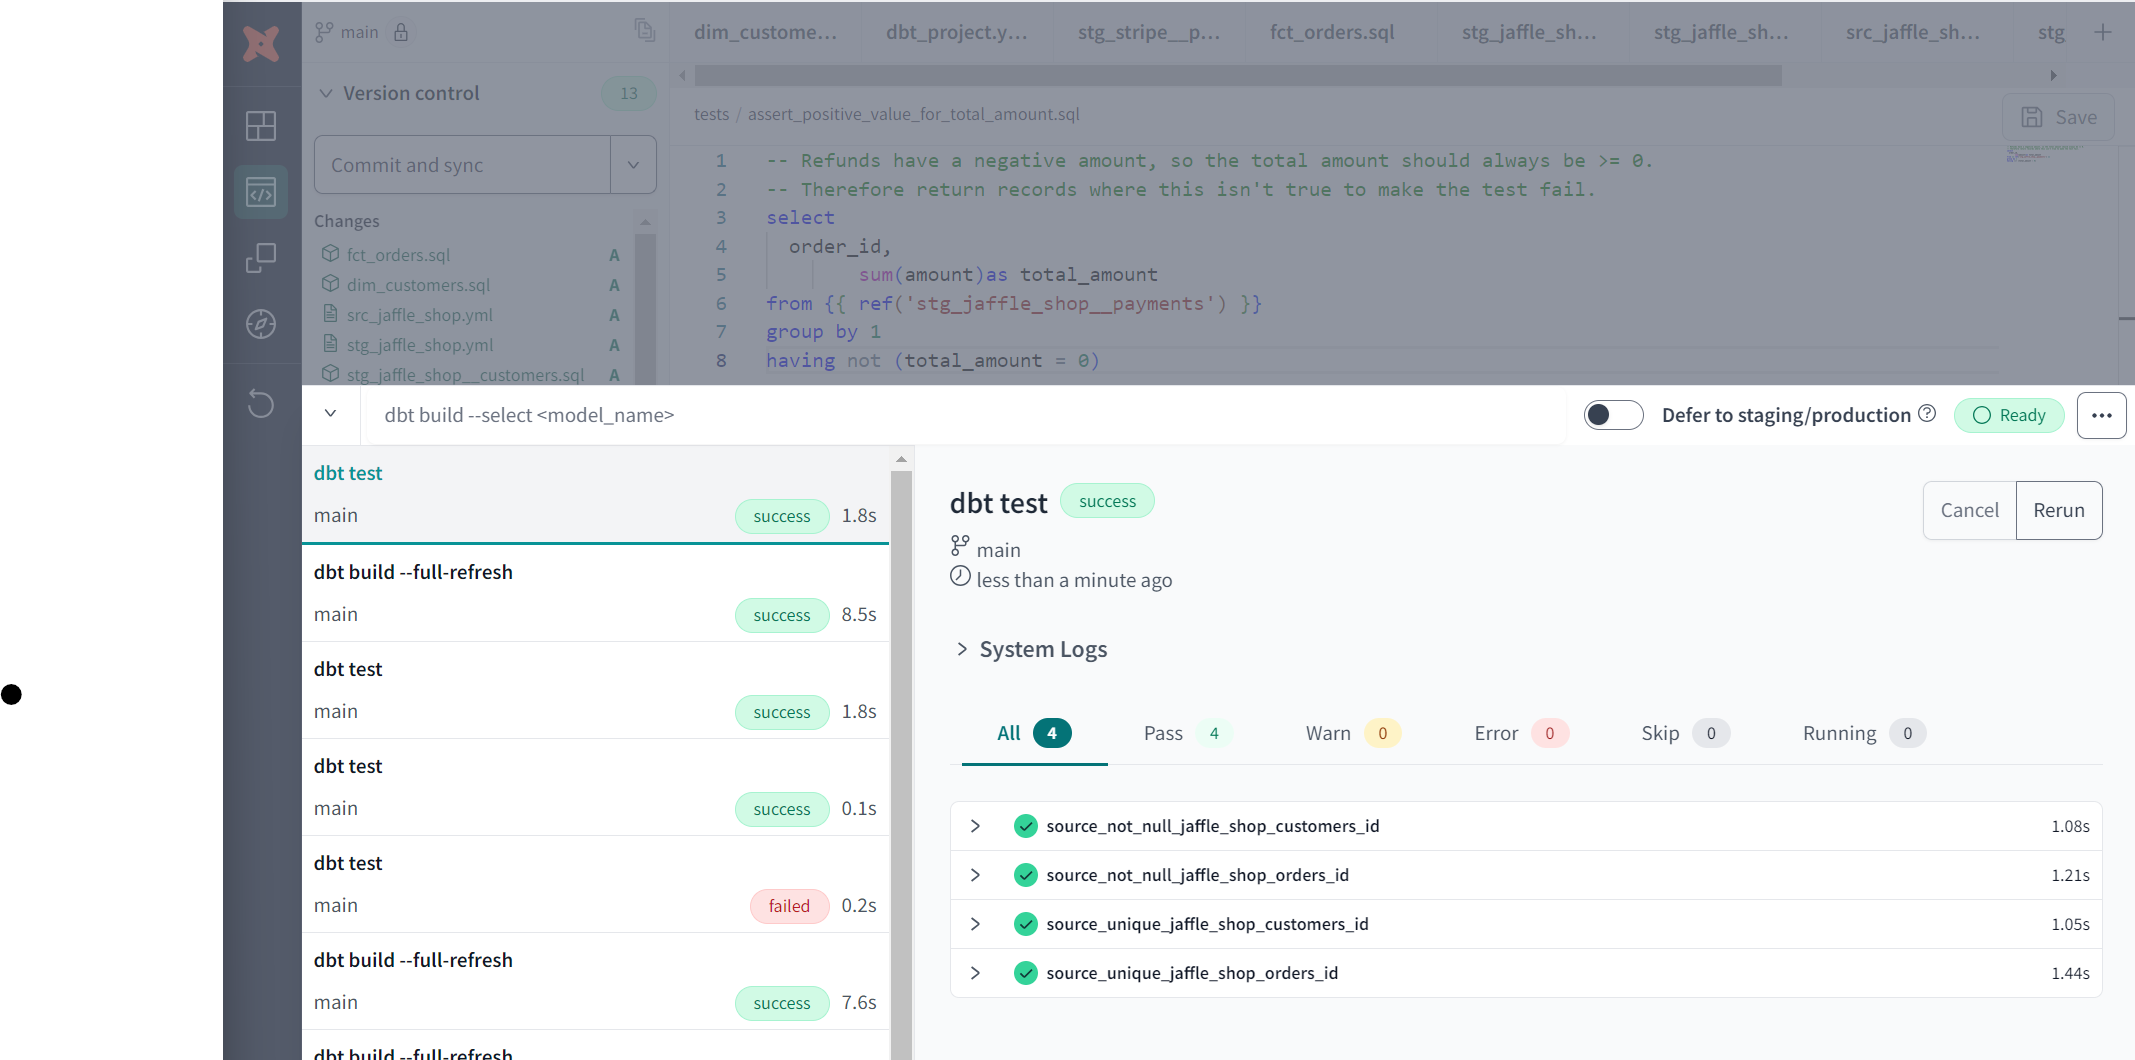 main
dim_custome...
dbt_project.y...
stg_stripe__p...
fct_orders.sql
stg_jaffle_sh...
stg_jaffle_sh...
src_jaffle_sh...
stg
Version control 13
Commit and sync
Changes
fct_orders.sql A
dim_customers.sql A
src_jaffle_shop.yml A
stg_jaffle_shop.yml A
stg_jaffle_shop__customers.sql A
tests / assert_positive_value_for_total_amount.sql
Save
1 -- Refunds have a negative amount, so the total amount should always be >= 0.
2 -- Therefore return records where this isn't true to make the test fail.
3 select
4 order_id,
5 sum(amount)as total_amount
6 from {{ ref('stg_jaffle_shop__payments') }}
7 group by 1
8 having not (total_amount = 0)
dbt build --select <model_name>
Defer to staging/production
Ready
dbt test
main success 1.8s
dbt build --full-refresh
main success 8.5s
dbt test
main success 1.8s
dbt test
main success 0.1s
dbt test
main failed 0.2s
dbt build --full-refresh
main success 7.6s
dbt build --full-refresh
dbt test success
Cancel Rerun
main
less than a minute ago
System Logs
All 4 Pass 4 Warn 0 Error 0 Skip 0 Running 0
source_not_null_jaffle_shop_customers_id 1.08s
source_not_null_jaffle_shop_orders_id 1.21s
source_unique_jaffle_shop_customers_id 1.05s
source_unique_jaffle_shop_orders_id 1.44s